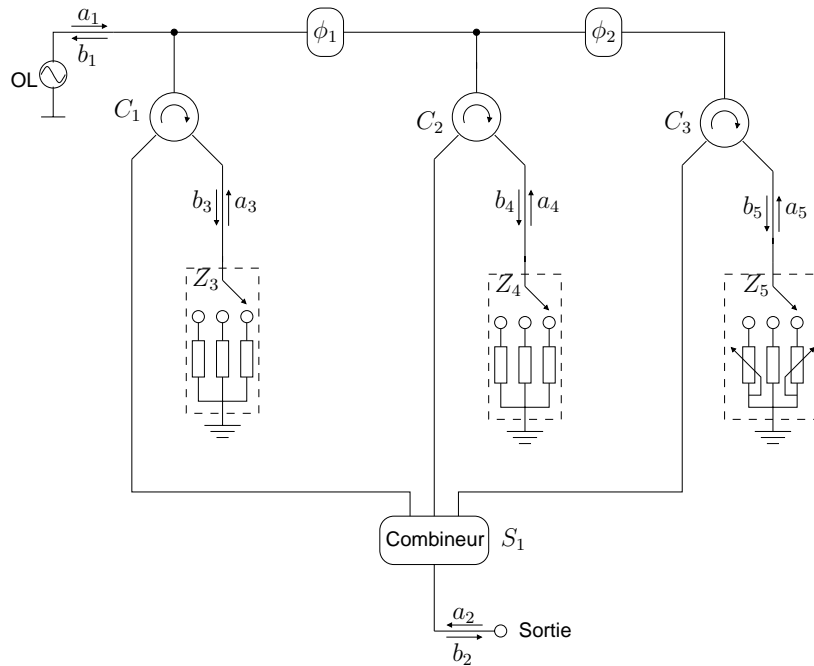 a₁
b₁
OL
ϕ₁
ϕ₂
C₁
C₂
C₃
b₃ a₃
b₄ a₄
b₅ a₅
Z₃
Z₄
Z₅
Combineur
S₁
a₂
b₂
Sortie